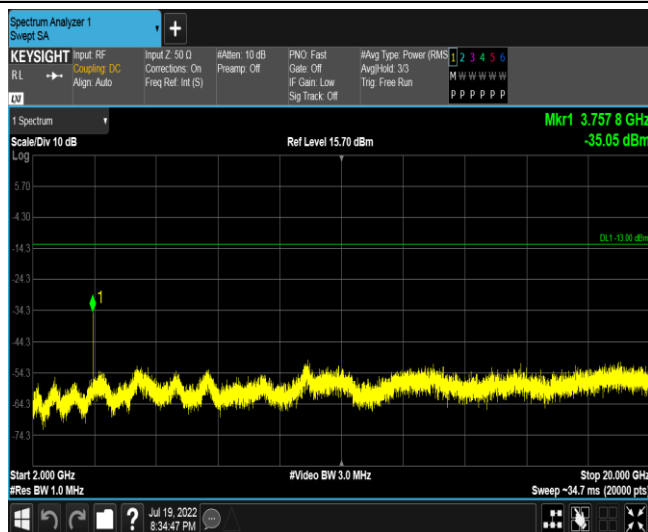 Spectrum Analyzer 1
Swept SA
KEYSIGHT
RL
Input: RF
Coupling: DC
Align: Auto
Input Z: 50 Ω
Corrections: On
Freq Ref: Int (S)
#Atten: 10 dB
Preamp: Off
PNO: Fast
Gate: Off
IF Gain: Low
Sig Track: Off
#Avg Type: Power (RMS
Avg|Hold: 3/3
Trig: Free Run
1 2 3 4 5 6
M W W W W W
P P P P P P
LXI
1 Spectrum
Scale/Div 10 dB
Ref Level 15.70 dBm
Mkr1 3.757 8 GHz
-35.05 dBm
Log
5.70
-4.30
-14.3
-24.3
-34.3
-44.3
-54.3
-64.3
-74.3
DL1 -13.00 dBm
1
Start 2.000 GHz
#Res BW 1.0 MHz
#Video BW 3.0 MHz
Stop 20.000 GHz
Sweep ~34.7 ms (20000 pts)
Jul 19, 2022
8:34:47 PM